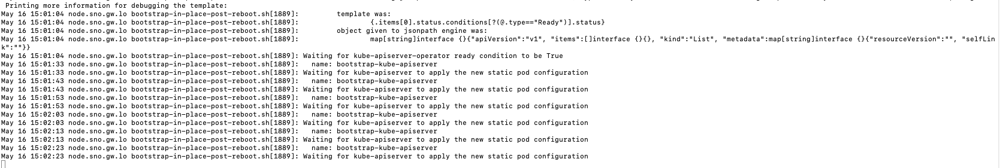 Printing more information for debugging the template:
May 16 15:01:04 node.sno.gw.lo bootstrap-in-place-post-reboot.sh[1889]:         template was:
May 16 15:01:04 node.sno.gw.lo bootstrap-in-place-post-reboot.sh[1889]:                 {.items[0].status.conditions[?(@.type=="Ready")].status}
May 16 15:01:04 node.sno.gw.lo bootstrap-in-place-post-reboot.sh[1889]:         object given to jsonpath engine was:
May 16 15:01:04 node.sno.gw.lo bootstrap-in-place-post-reboot.sh[1889]:                 map[string]interface {}{"apiVersion":"v1", "items":[]interface {}{}, "kind":"List", "metadata":map[string]interface {}{"resourceVersion":"", "selfLin
k":""}}
May 16 15:01:04 node.sno.gw.lo bootstrap-in-place-post-reboot.sh[1889]: Waiting for kube-apiserver-operator ready condition to be True
May 16 15:01:33 node.sno.gw.lo bootstrap-in-place-post-reboot.sh[1889]:   name: bootstrap-kube-apiserver
May 16 15:01:33 node.sno.gw.lo bootstrap-in-place-post-reboot.sh[1889]: Waiting for kube-apiserver to apply the new static pod configuration
May 16 15:01:43 node.sno.gw.lo bootstrap-in-place-post-reboot.sh[1889]:   name: bootstrap-kube-apiserver
May 16 15:01:43 node.sno.gw.lo bootstrap-in-place-post-reboot.sh[1889]: Waiting for kube-apiserver to apply the new static pod configuration
May 16 15:01:53 node.sno.gw.lo bootstrap-in-place-post-reboot.sh[1889]:   name: bootstrap-kube-apiserver
May 16 15:01:53 node.sno.gw.lo bootstrap-in-place-post-reboot.sh[1889]: Waiting for kube-apiserver to apply the new static pod configuration
May 16 15:02:03 node.sno.gw.lo bootstrap-in-place-post-reboot.sh[1889]:   name: bootstrap-kube-apiserver
May 16 15:02:03 node.sno.gw.lo bootstrap-in-place-post-reboot.sh[1889]: Waiting for kube-apiserver to apply the new static pod configuration
May 16 15:02:13 node.sno.gw.lo bootstrap-in-place-post-reboot.sh[1889]:   name: bootstrap-kube-apiserver
May 16 15:02:13 node.sno.gw.lo bootstrap-in-place-post-reboot.sh[1889]: Waiting for kube-apiserver to apply the new static pod configuration
May 16 15:02:23 node.sno.gw.lo bootstrap-in-place-post-reboot.sh[1889]:   name: bootstrap-kube-apiserver
May 16 15:02:23 node.sno.gw.lo bootstrap-in-place-post-reboot.sh[1889]: Waiting for kube-apiserver to apply the new static pod configuration